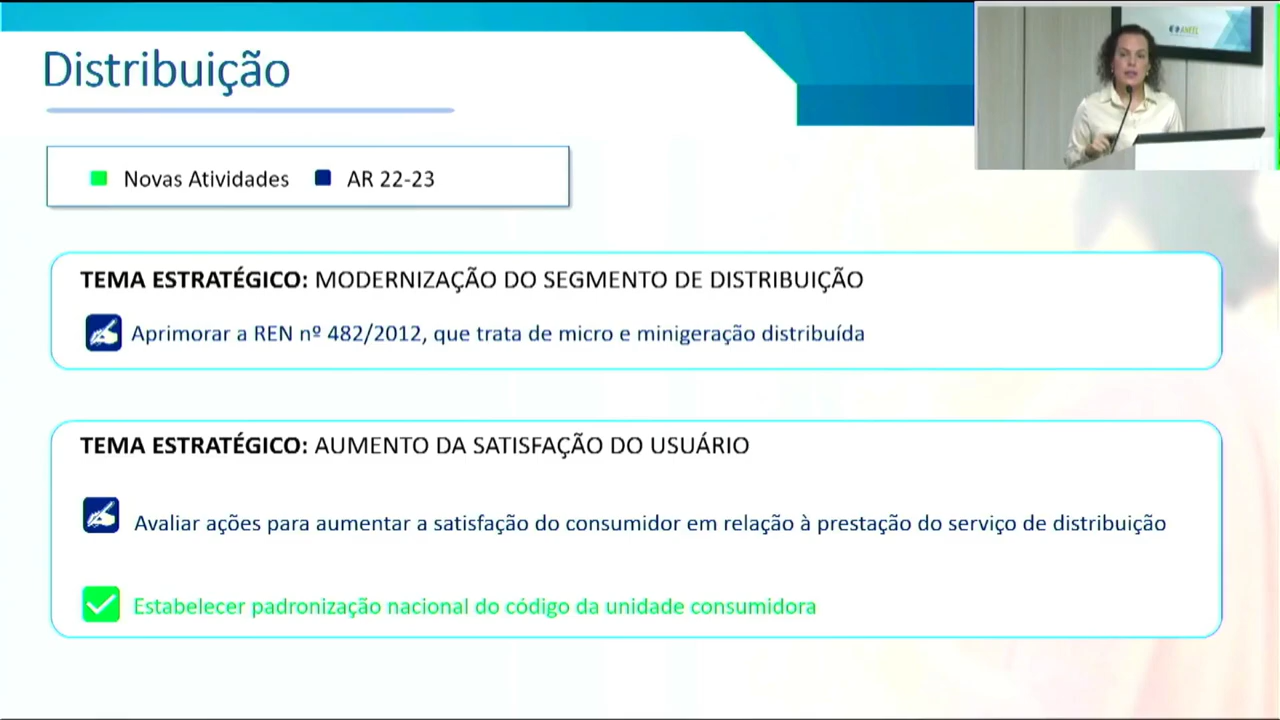 Distribuição
Novas Atividades
AR 22-23
TEMA ESTRATÉGICO: MODERNIZAÇÃO DO SEGMENTO DE DISTRIBUIÇÃO
Aprimorar a REN nº 482/2012, que trata de micro e minigeração distribuída
TEMA ESTRATÉGICO: AUMENTO DA SATISFAÇÃO DO USUÁRIO
Avaliar ações para aumentar a satisfação do consumidor em relação à prestação do serviço de distribuição
Estabelecer padronização nacional do código da unidade consumidora